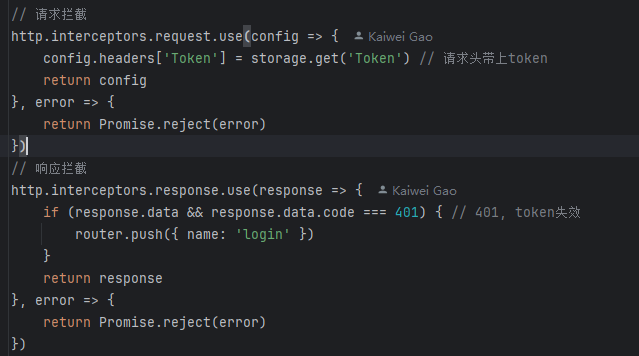 // 请求拦截
http.interceptors.request.use(config => { Kaiwei Gao
    config.headers['Token'] = storage.get('Token') // 请求头带上token
    return config
}, error => {
    return Promise.reject(error)
})
// 响应拦截
http.interceptors.response.use(response => { Kaiwei Gao
    if (response.data && response.data.code === 401) { // 401, token失效
        router.push({ name: 'login' })
    }
    return response
}, error => {
    return Promise.reject(error)
})